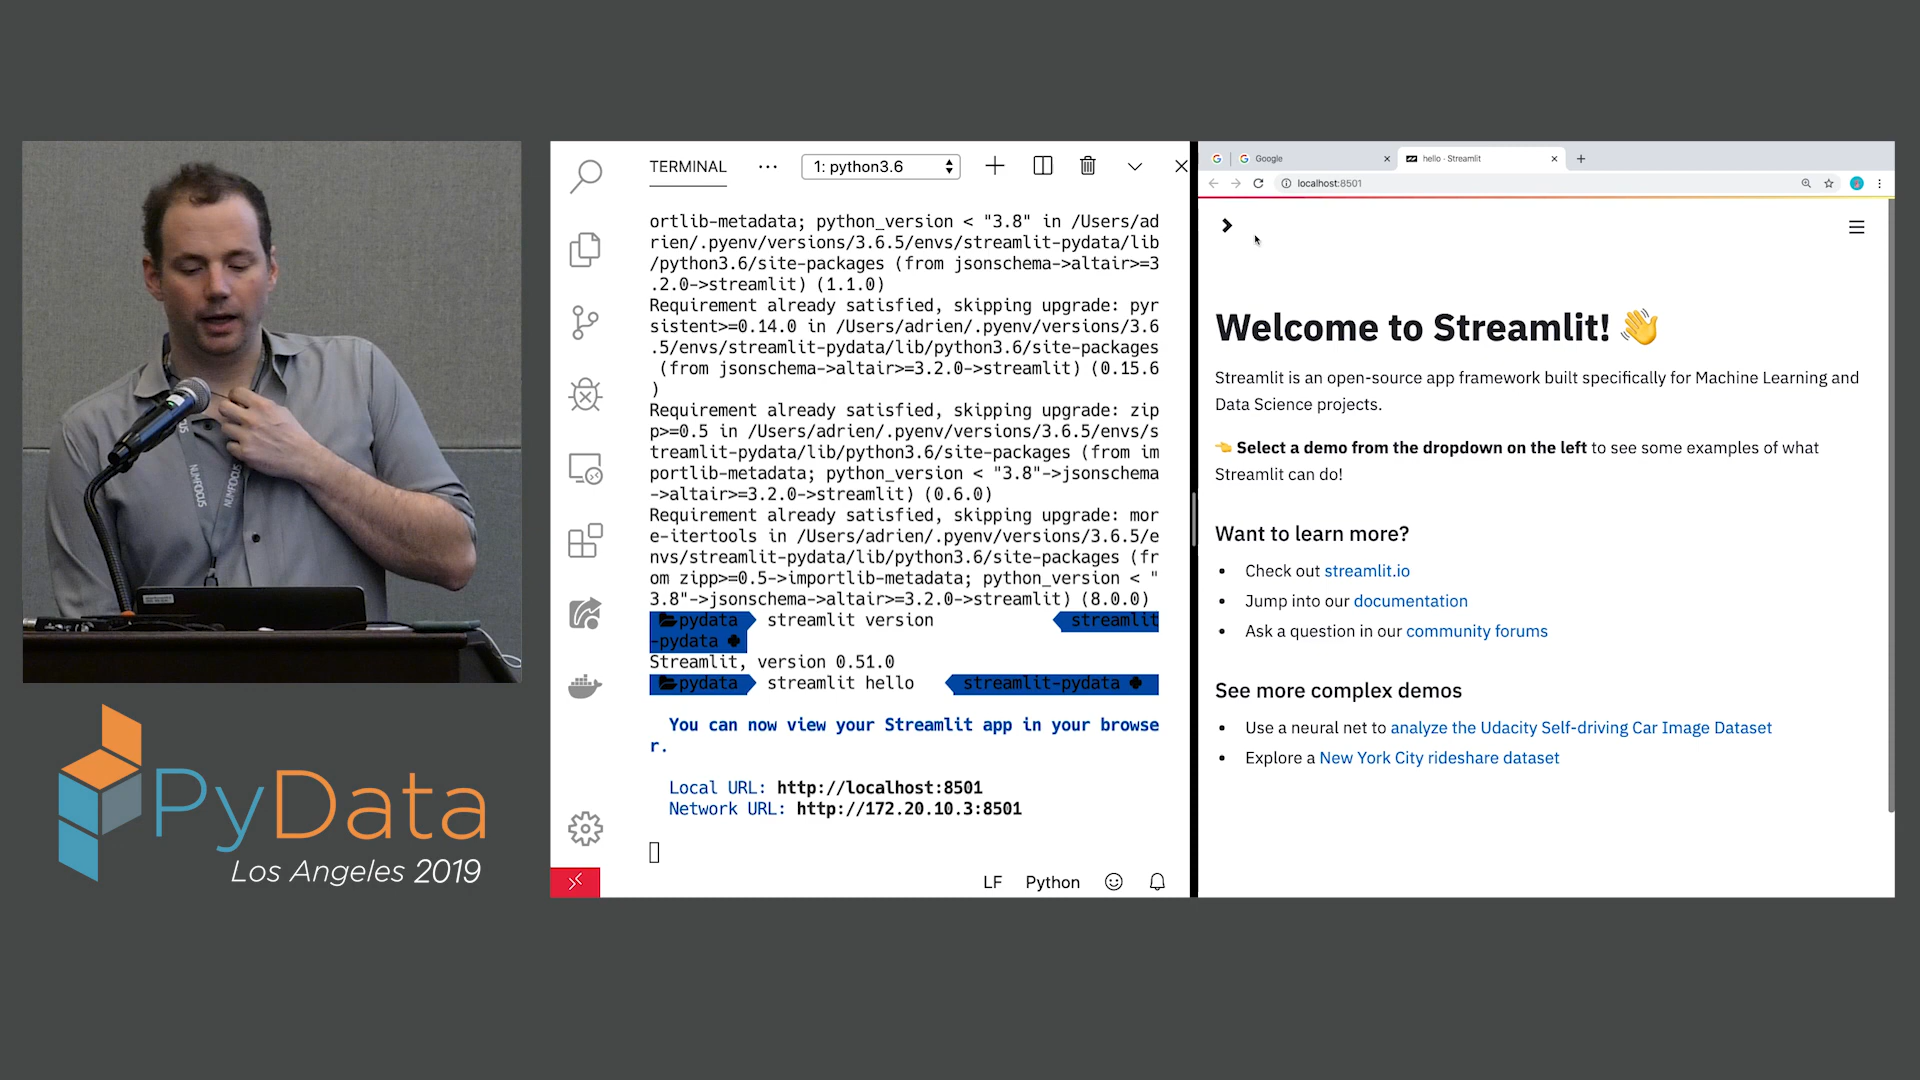 NUMFOCUS
NUMFOCUS
PyData
Los Angeles 2019
TERMINAL
1: python3.6
ortlib-metadata; python_version < "3.8" in /Users/ad
rien/.pyenv/versions/3.6.5/envs/streamlit-pydata/lib
/python3.6/site-packages (from jsonschema->altair>=3
.2.0->streamlit) (1.1.0)
Requirement already satisfied, skipping upgrade: pyr
sistent>=0.14.0 in /Users/adrien/.pyenv/versions/3.6
.5/envs/streamlit-pydata/lib/python3.6/site-packages
(from jsonschema->altair>=3.2.0->streamlit) (0.15.6
)
Requirement already satisfied, skipping upgrade: zip
p>=0.5 in /Users/adrien/.pyenv/versions/3.6.5/envs/s
treamlit-pydata/lib/python3.6/site-packages (from im
portlib-metadata; python_version < "3.8"->jsonschema
->altair>=3.2.0->streamlit) (0.6.0)
Requirement already satisfied, skipping upgrade: mor
e-itertools in /Users/adrien/.pyenv/versions/3.6.5/e
nvs/streamlit-pydata/lib/python3.6/site-packages (fr
om zipp>=0.5->importlib-metadata; python_version < "
3.8"->jsonschema->altair>=3.2.0->streamlit) (8.0.0)
pydata streamlit version streamlit
-pydata
Streamlit, version 0.51.0
pydata streamlit hello streamlit-pydata
You can now view your Streamlit app in your browse
r.
Local URL: http://localhost:8501
Network URL: http://172.20.10.3:8501
LF Python
Google
hello · Streamlit
localhost:8501
Welcome to Streamlit! 👋
Streamlit is an open-source app framework built specifically for Machine Learning and
Data Science projects.
👈 Select a demo from the dropdown on the left to see some examples of what
Streamlit can do!
Want to learn more?
• Check out streamlit.io
• Jump into our documentation
• Ask a question in our community forums
See more complex demos
• Use a neural net to analyze the Udacity Self-driving Car Image Dataset
• Explore a New York City rideshare dataset